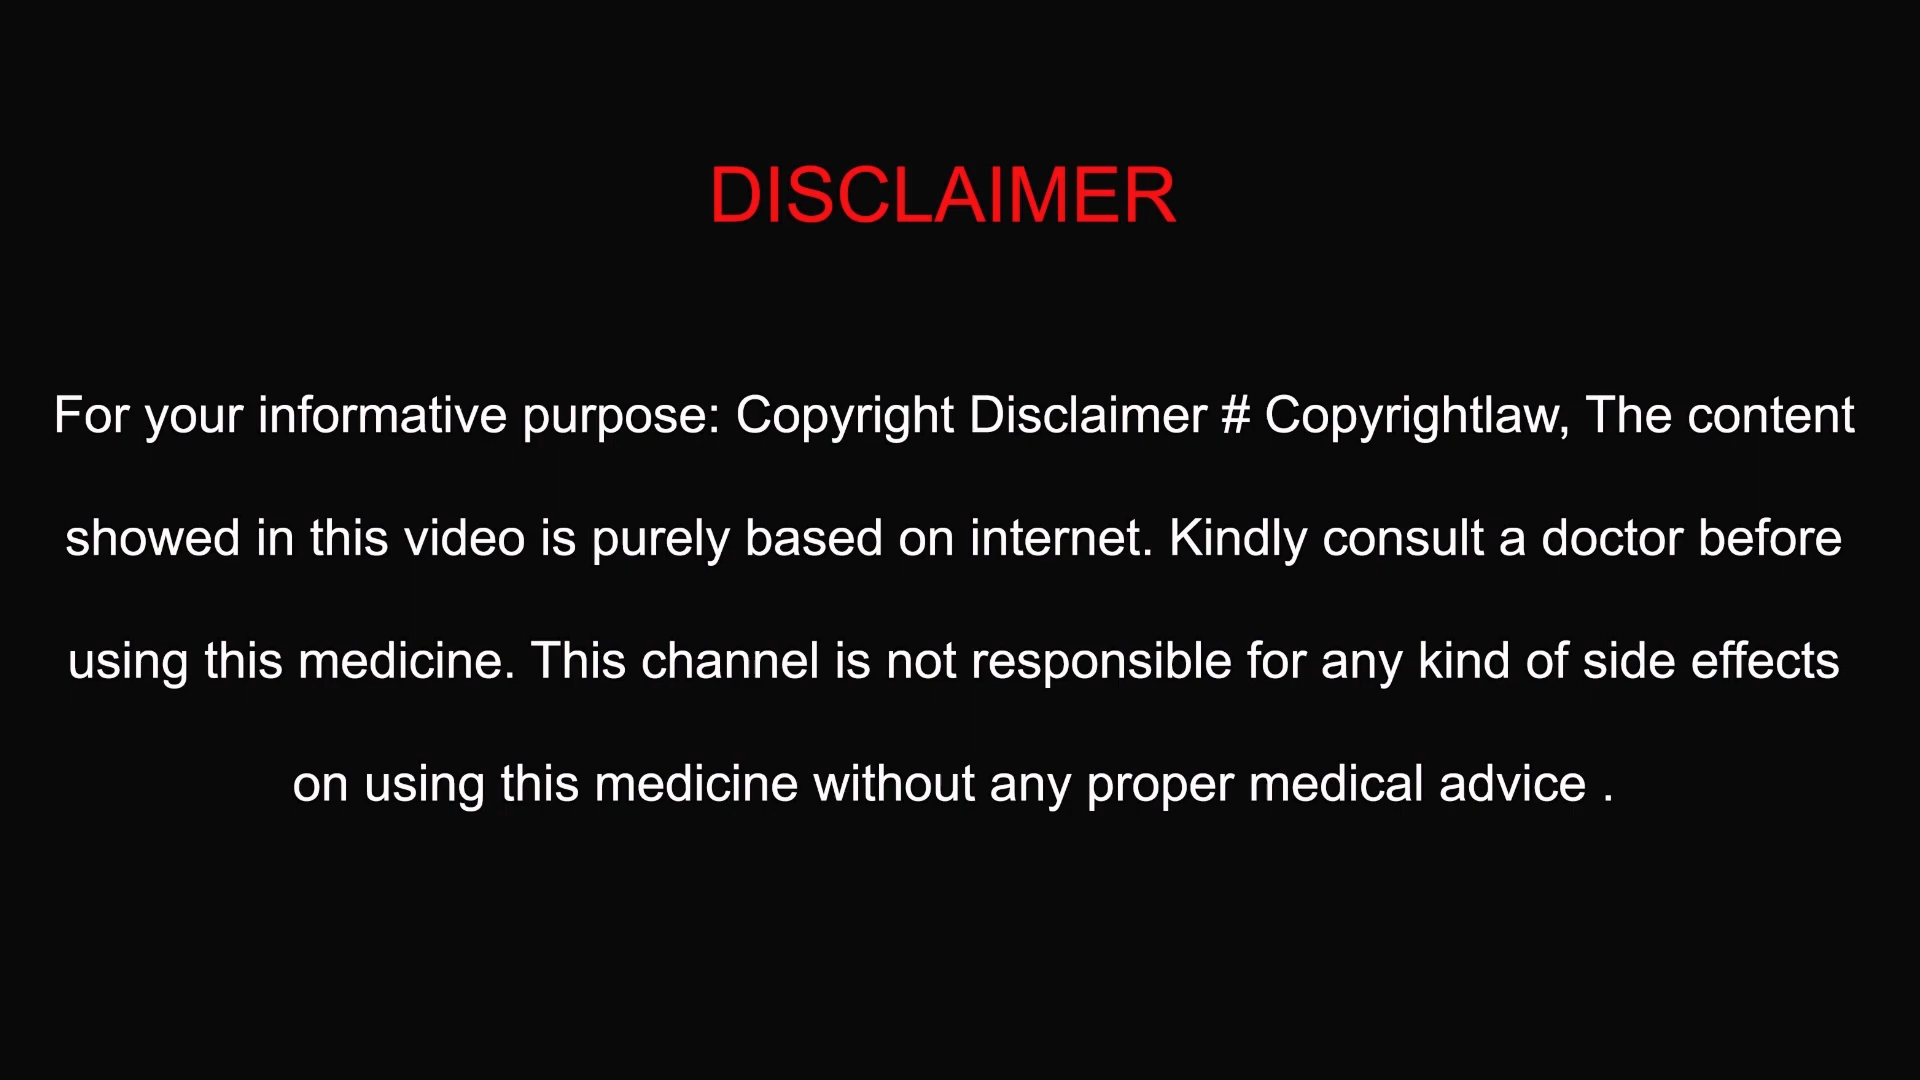 DISCLAIMER
For your informative purpose: Copyright Disclaimer # Copyrightlaw, The content
showed in this video is purely based on internet. Kindly consult a doctor before
using this medicine. This channel is not responsible for any kind of side effects
on using this medicine without any proper medical advice .